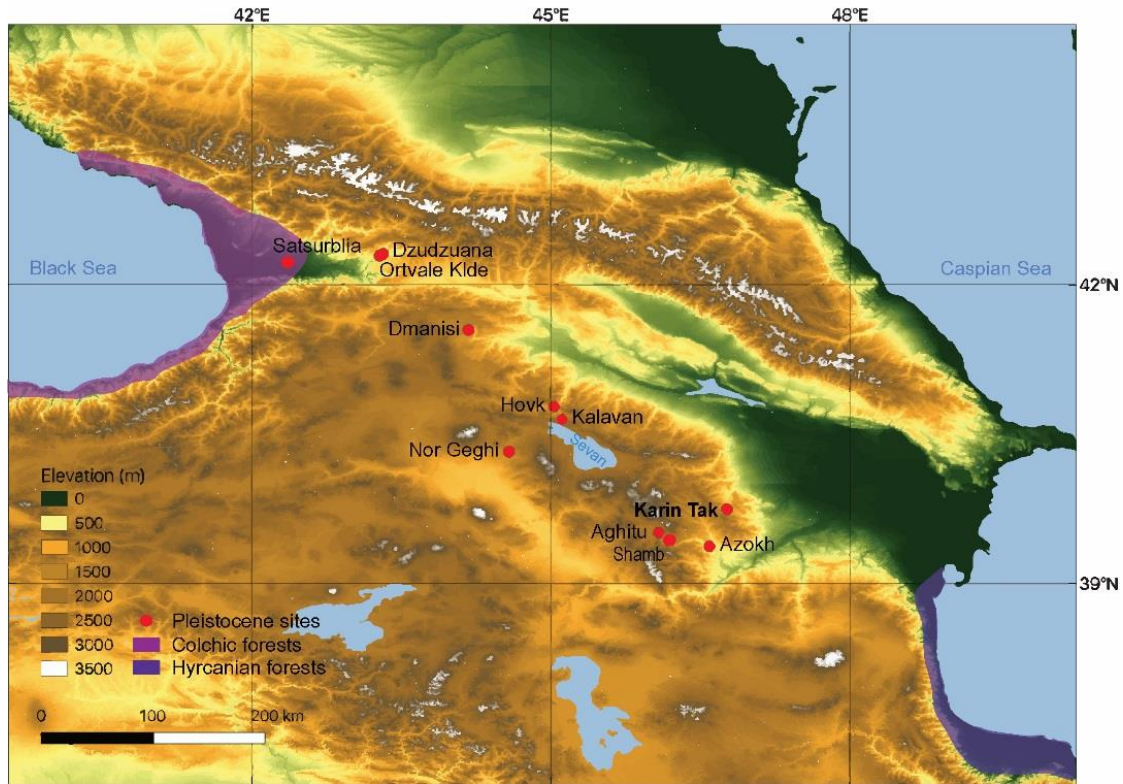 42°E 45°E 48°E
Satsurblia
Dzudzuana
Ortvale Klde
Black Sea
Caspian Sea
42°N
Dmanisi
Hovk
Kalavan
Sevan
Nor Geghi
Karin Tak
Aghitu
Shamb
Azokh
39°N
Elevation (m)
0
500
1000
1500
2000
2500
3000
3500
Pleistocene sites
Colchic forests
Hyrcanian forests
0 100 200 km